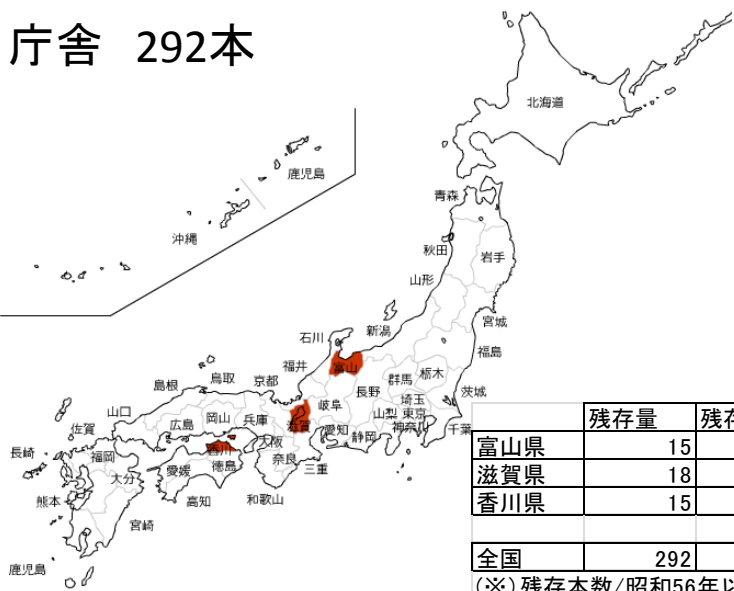 庁舎 292本
北海道
鹿児島
青森
沖縄
秋田
岩手
山形
宮城
新潟
石川
福島
福井
富山
栃木
群馬
鳥取
京都
島根
長野
茨城
埼玉
岐阜
山口
岡山
兵庫
山梨
東京
佐賀
広島
滋賀
愛知
神奈川
千葉
静岡
大阪
香川
長崎
福岡
奈良
三重
愛媛
徳島
大分
熊本
高知
和歌山
宮崎
鹿児島
残存量 残存
富山県 15
滋賀県 18
香川県 15
全国 292
(※)残存本数/昭和56年以